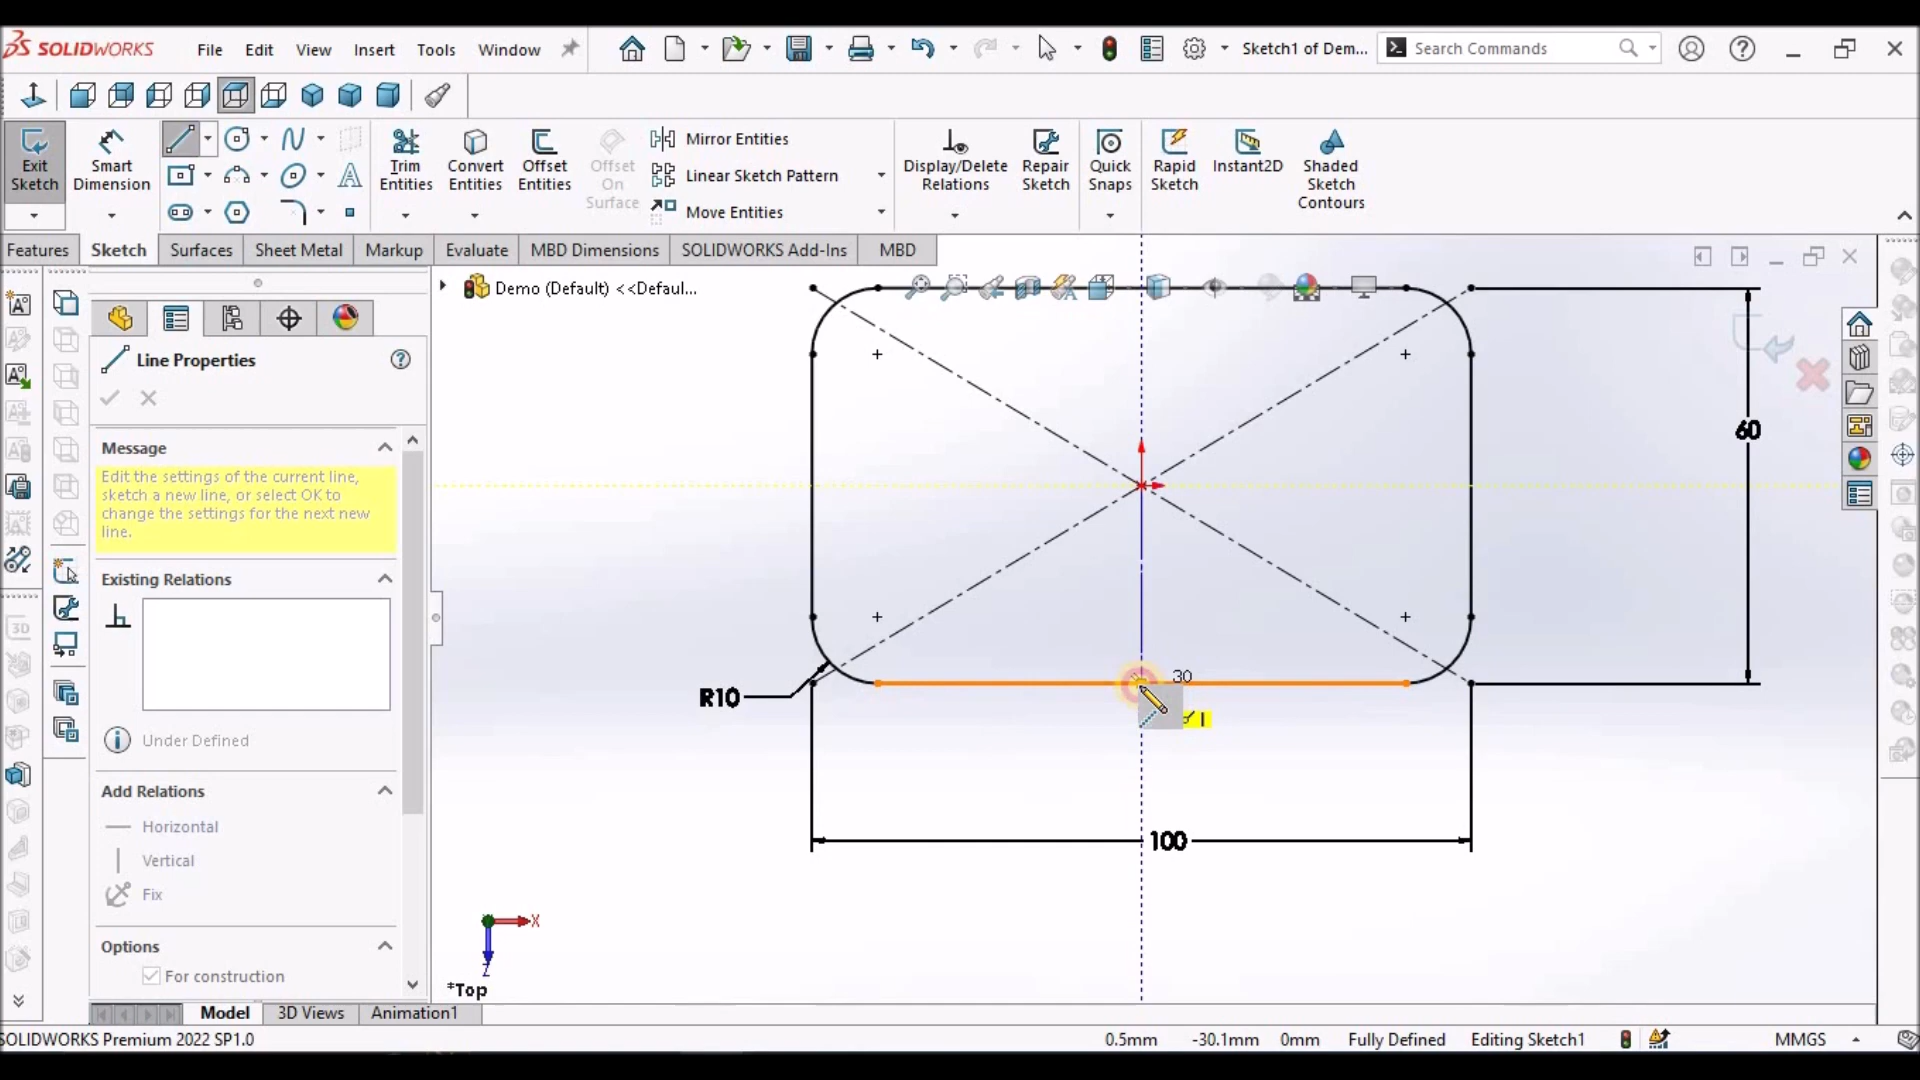 SOLIDWORKS File Edit View Insert Tools Window Sketch1 of Dem... Search Commands
Exit Sketch
Smart Dimension
Trim Entities
Convert Entities
Offset Entities
Offset On Surface
Mirror Entities
Linear Sketch Pattern
Move Entities
Display/Delete Relations
Repair Sketch
Quick Snaps
Rapid Sketch
Instant2D
Shaded Sketch Contours
Features Sketch Surfaces Sheet Metal Markup Evaluate MBD Dimensions SOLIDWORKS Add-Ins MBD
Demo (Default) <<Defaul...
Line Properties
Message
Edit the settings of the current line,
sketch a new line, or select OK to
change the settings for the next new
line.
Existing Relations
Under Defined
Add Relations
Horizontal
Vertical
Fix
Options
For construction
60
30
R10
100
X
Z
*Top
Model 3D Views Animation1
SOLIDWORKS Premium 2022 SP1.0 0.5mm -30.1mm 0mm Fully Defined Editing Sketch1 MMGS